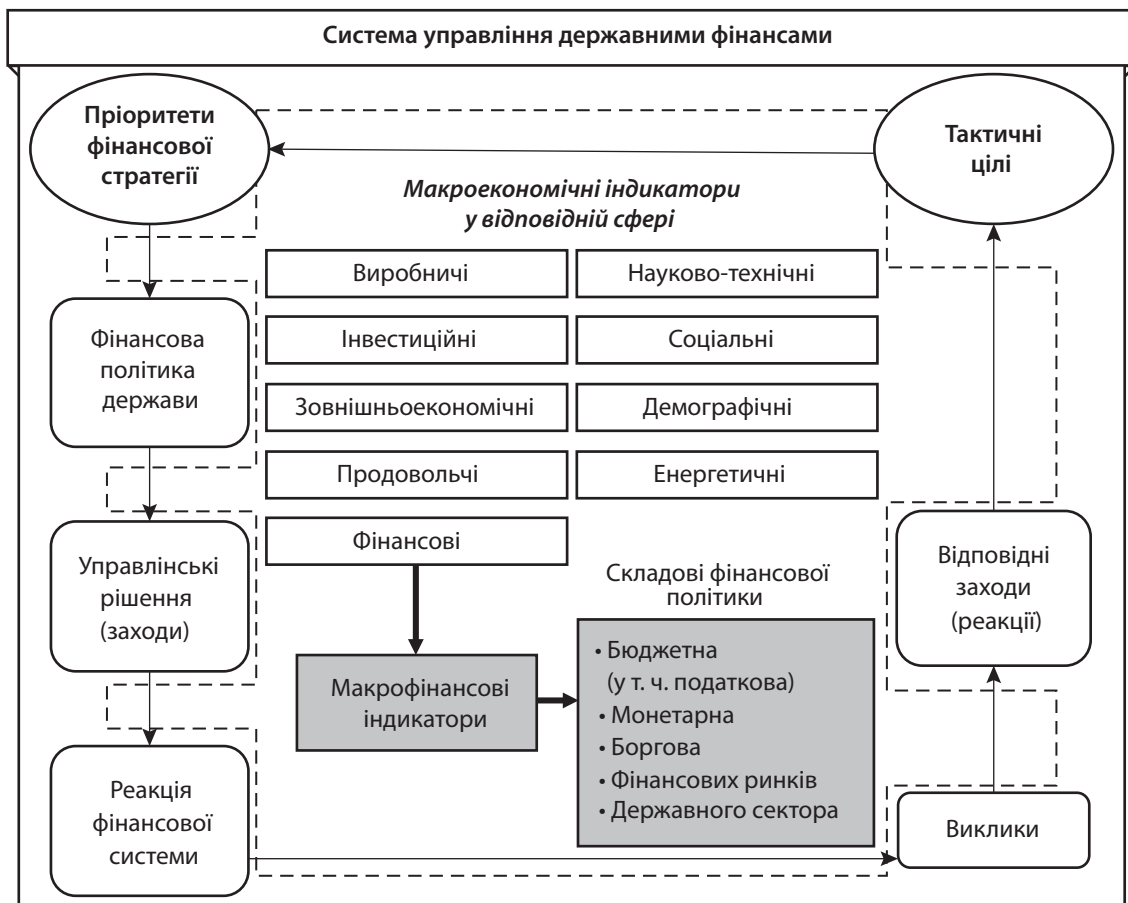 Система управління державними фінансами
Пріоритети
фінансової
стратегії
Тактичні
цілі
Макроекономічні індикатори
у відповідній сфері
Виробничі
Науково-технічні
Інвестиційні
Соціальні
Зовнішньоекономічні
Демографічні
Продовольчі
Енергетичні
Фінансові
Фінансова
політика
держави
Управлінські
рішення
(заходи)
Реакція
фінансової
системи
Макрофінансові
індикатори
Складові фінансової
політики
• Бюджетна
(у т. ч. податкова)
• Монетарна
• Боргова
• Фінансових ринків
• Державного сектора
Відповідні
заходи
(реакції)
Виклики